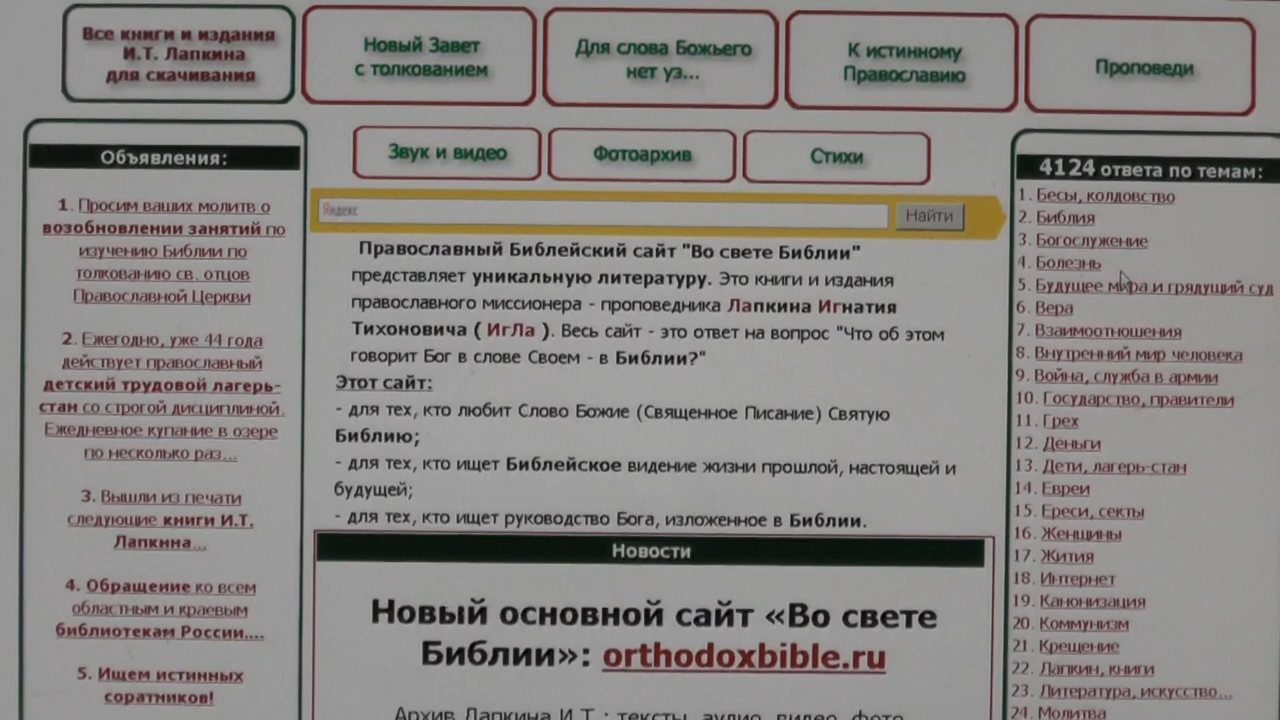 Все книги и издания
И.Т. Лапкина
для скачивания
Новый Завет
с толкованием
Для слова Божьего
нет уз...
К истинному
Православию
Проповеди
Звук и видео
Фотоархив
Стихи
Объявления:
1. Просим ваших молитв о
возобновлении занятий по
изучению Библии по
толкованию св. отцов
Православной Церкви
2. Ежегодно, уже 44 года
действует православный
детский трудовой лагерь-
стан со строгой дисциплиной.
Ежедневное купание в озере
по несколько раз...
3. Вышли из печати
следующие книги И.Т.
Лапкина...
4. Обращение ко всем
областным и краевым
библиотекам России....
5. Ищем истинных
соратников!
Яндекс
Найти
Православный Библейский сайт "Во свете Библии"
представляет уникальную литературу. Это книги и издания
православного миссионера - проповедника Лапкина Игнатия
Тихоновича ( ИгЛа ). Весь сайт - это ответ на вопрос "Что об этом
говорит Бог в слове Своем - в Библии?"
Этот сайт:
- для тех, кто любит Слово Божие (Священное Писание) Святую
Библию;
- для тех, кто ищет Библейское видение жизни прошлой, настоящей и
будущей;
- для тех, кто ищет руководство Бога, изложенное в Библии.
Новости
Новый основной сайт «Во свете
Библии»: orthodoxbible.ru
Архив Лапкина И.Т.: тексты, аудио, видео, фото
4124 ответа по темам:
1. Бесы, колдовство
2. Библия
3. Богослужение
4. Болезнь
5. Будущее мира и грядущий суд
6. Вера
7. Взаимоотношения
8. Внутренний мир человека
9. Война, служба в армии
10. Государство, правители
11. Грех
12. Деньги
13. Дети, лагерь-стан
14. Евреи
15. Ереси, секты
16. Женщины
17. Жития
18. Интернет
19. Канонизация
20. Коммунизм
21. Крещение
22. Лапкин, книги
23. Литература, искусство...
24. Молитва